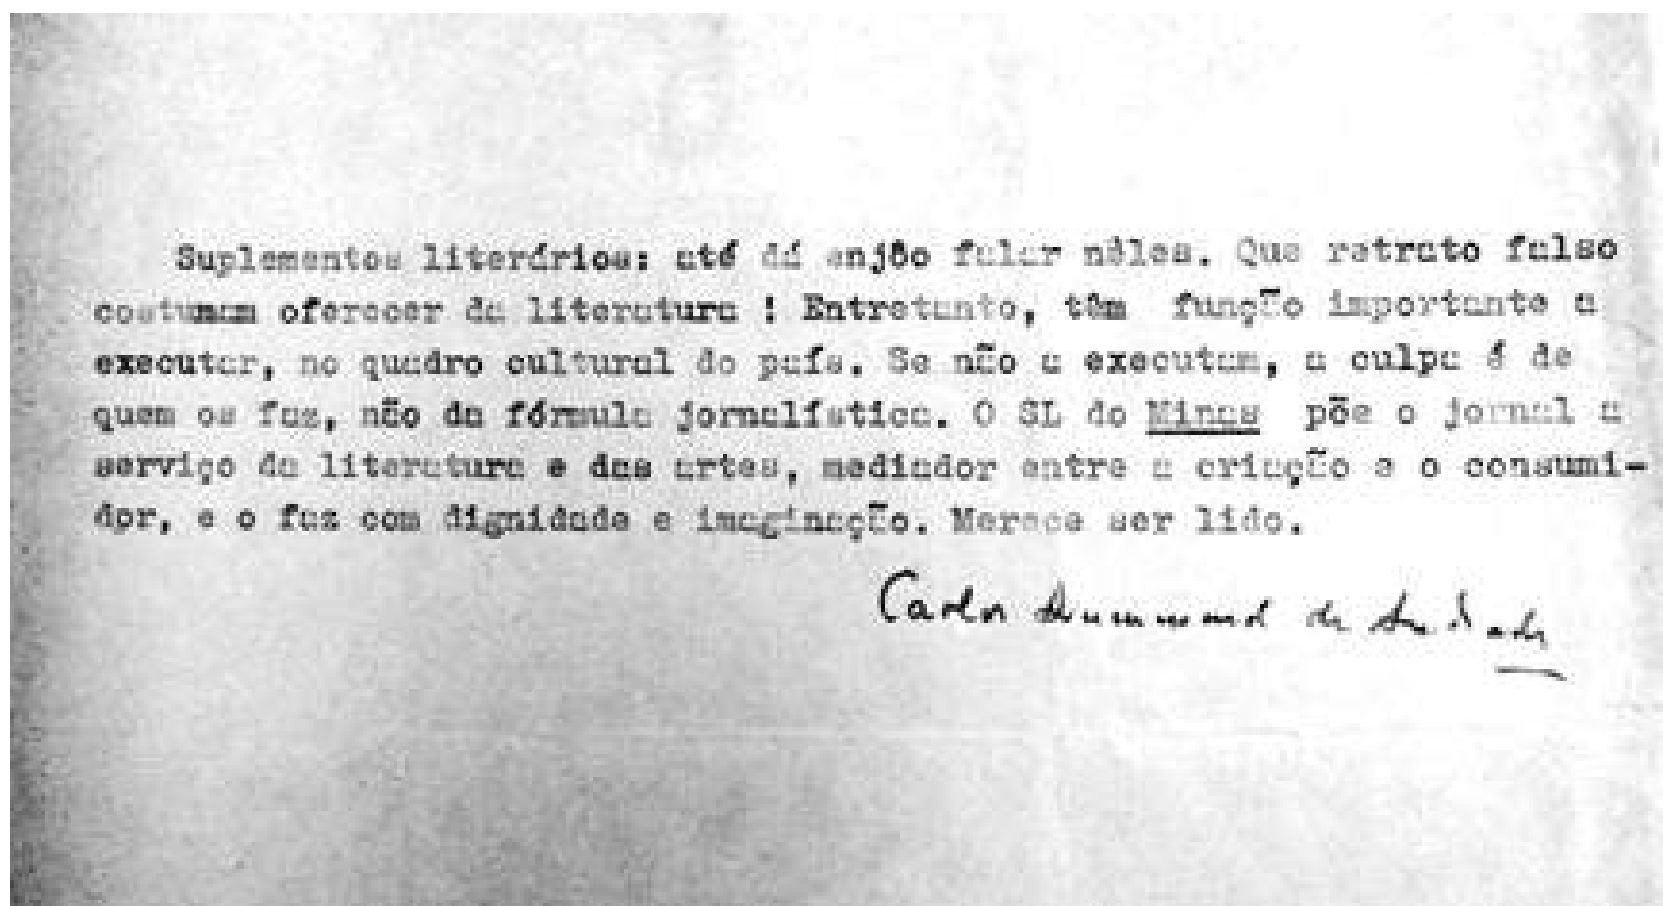 Suplementos literários: até dá enjôo falar nêles. Que retrato falso
costumam oferecer da literatura ! Entretanto, têm função importante a
executar, no quadro cultural do país. Se não a executam, a culpa é de
quem os faz, não da fórmula jornalística. O SL do Minas põe o jornal a
serviço da literatura e das artes, mediador entre a criação e o consumi-
dor, e o faz com dignidade e imaginação. Merece ser lido.
Carlos Drummond de Andrade